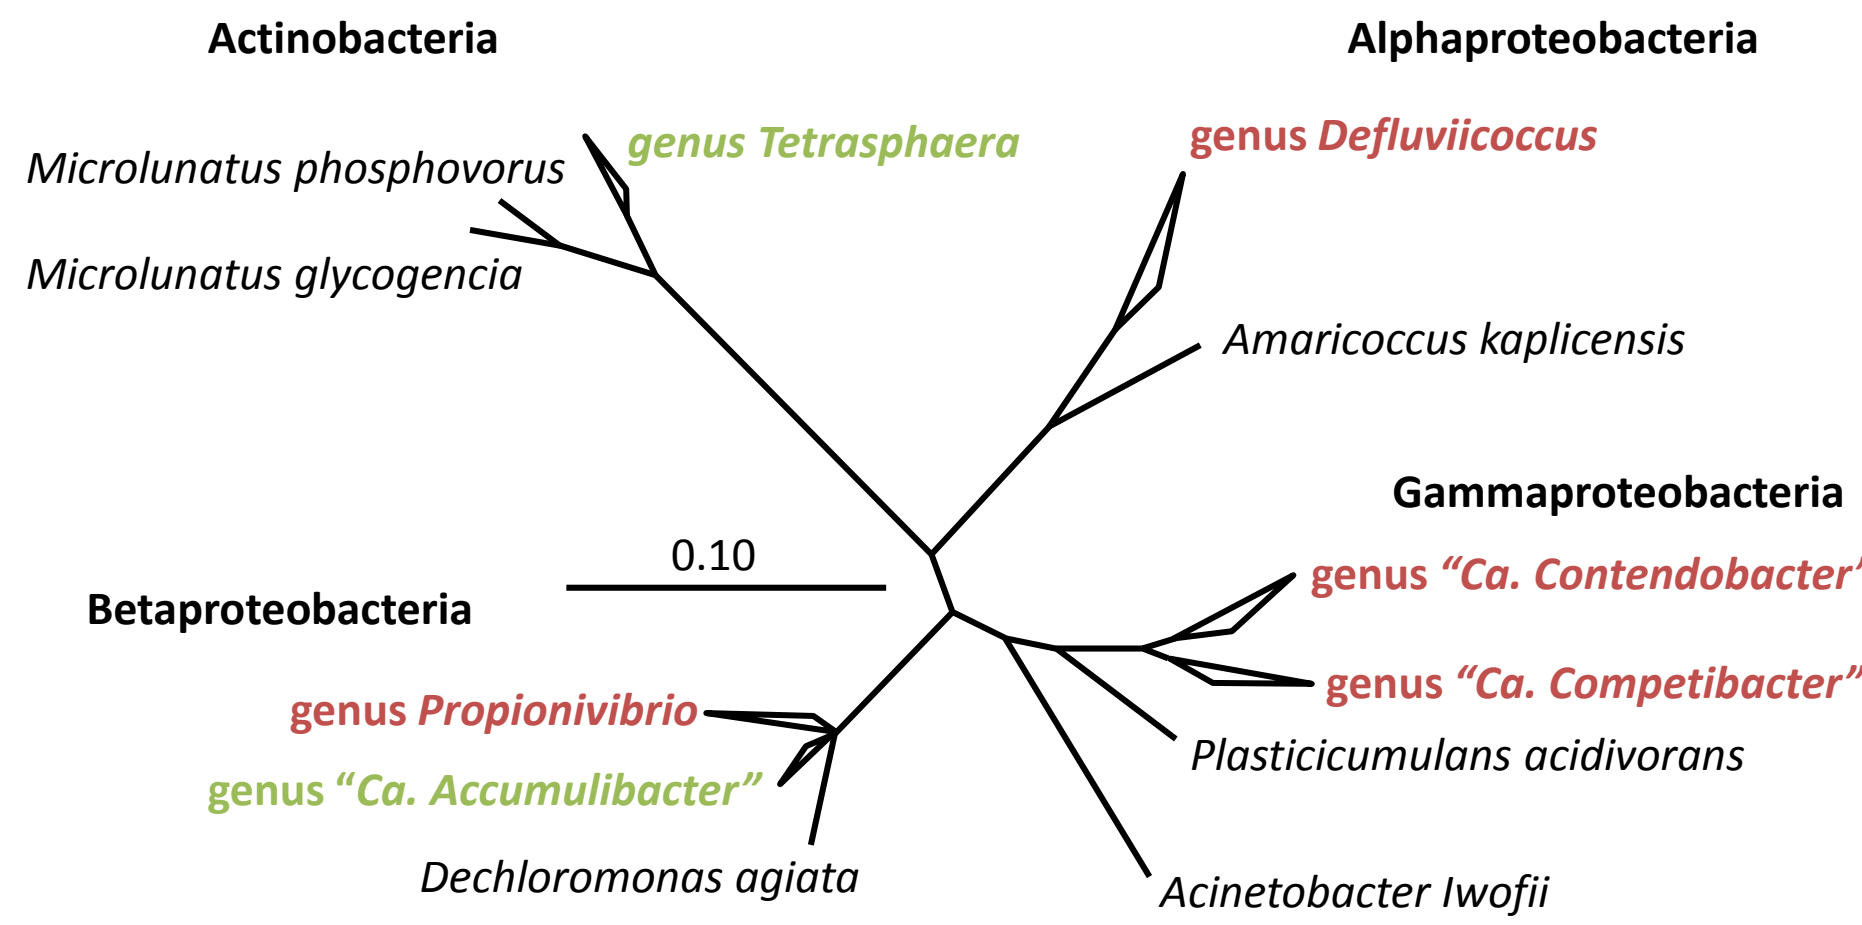 Actinobacteria
Alphaproteobacteria
genus Tetrasphaera
genus Defluviicoccus
Microlunatus phosphovorus
Microlunatus glycogencia
Amaricoccus kaplicensis
Gammaproteobacteria
0.10
genus “Ca. Contendobacter”
Betaproteobacteria
genus “Ca. Competibacter”
genus Propionivibrio
Plasticicumulans acidivorans
genus “Ca. Accumulibacter”
Dechloromonas agiata
Acinetobacter Iwofii